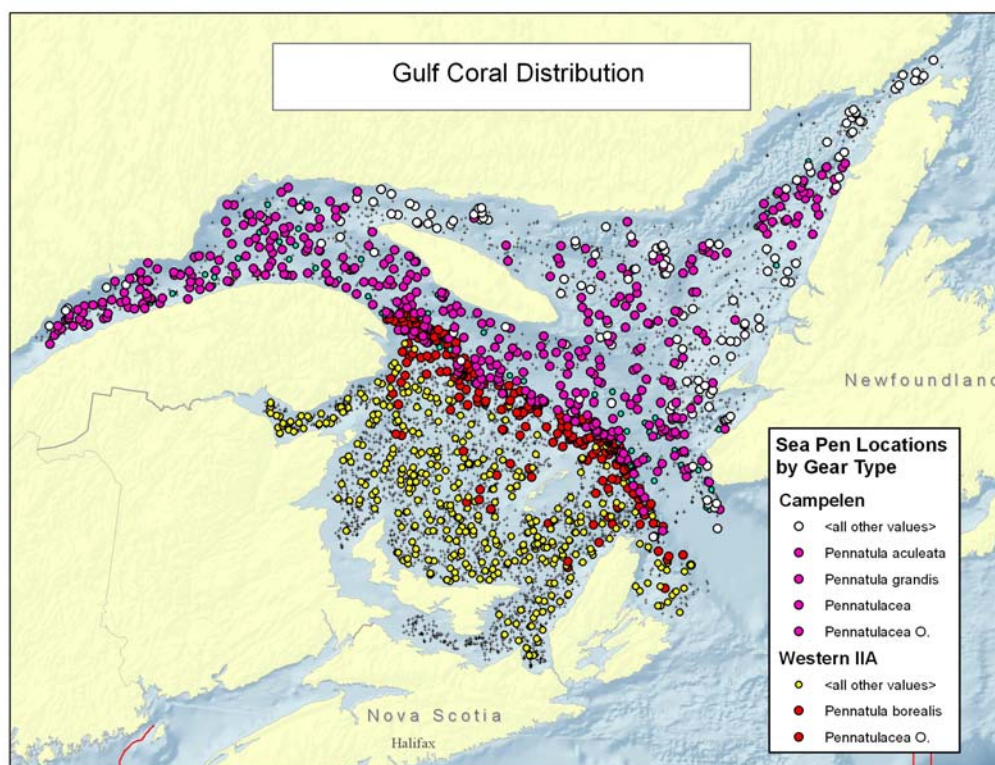 Gulf Coral Distribution
Newfoundland
Sea Pen Locations
by Gear Type
Campelen
<all other values>
Pennatula aculeata
Pennatula grandis
Pennatulacea
Pennatulacea O.
Western IIA
<all other values>
Pennatula borealis
Pennatulacea O.
Nova Scotia
Halifax